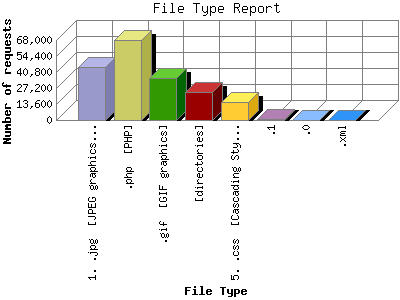 File Type Report
Number of requests
68,000
54,400
40,800
27,200
13,600
0
1. .jpg [JPEG graphics...
.php [PHP]
.gif [GIF graphics]
[directories]
5. .css [Cascading Sty...
.1
.0
.xml
File Type